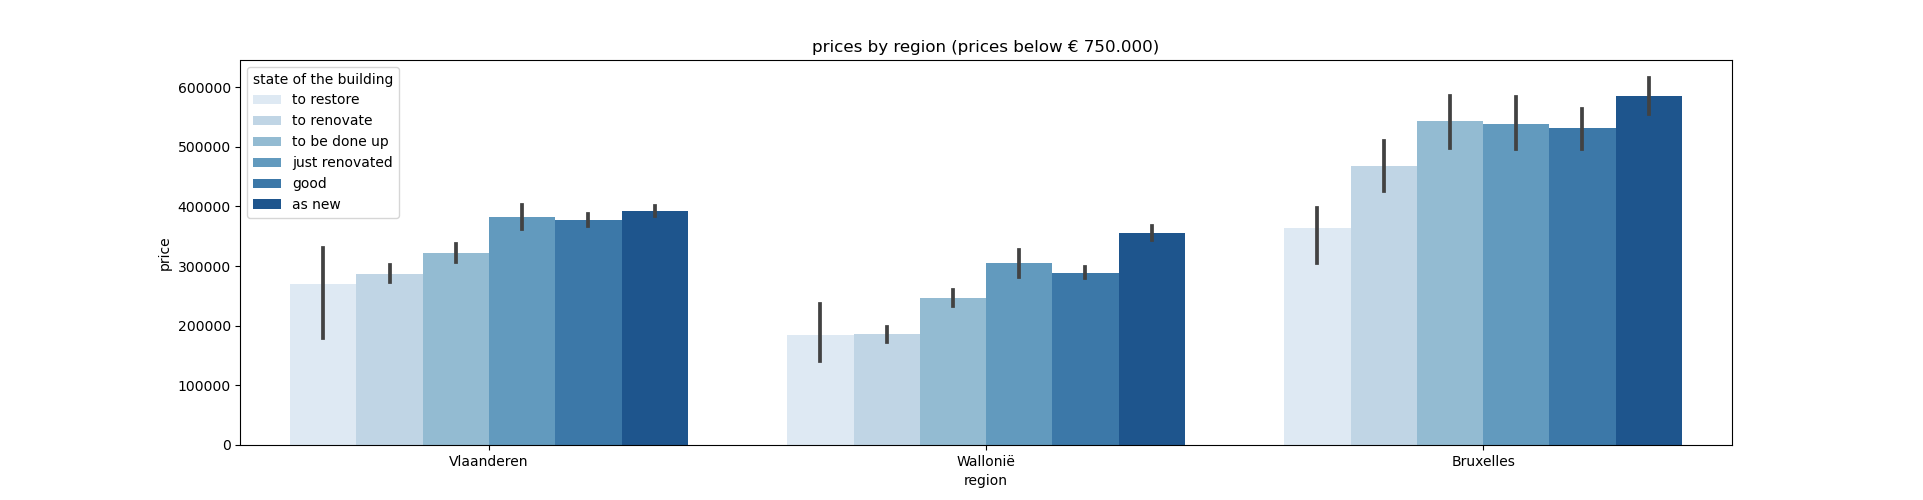 prices by region (prices below € 750.000)
state of the building
to restore
to renovate
to be done up
just renovated
good
as new
price
600000
500000
400000
300000
200000
100000
0
Vlaanderen
Wallonië
Bruxelles
region